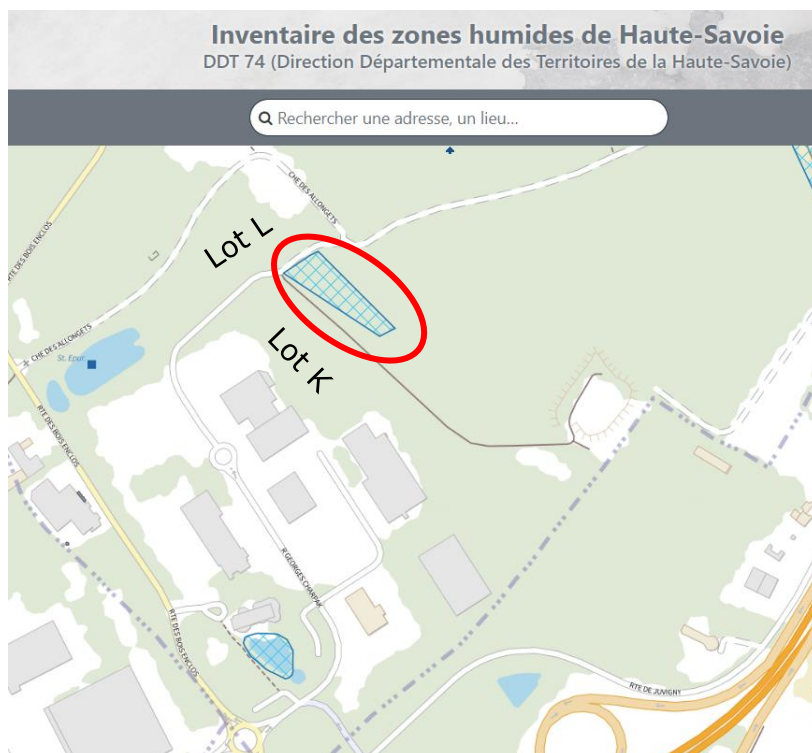 Inventaire des zones humides de Haute-Savoie
DDT 74 (Direction Départementale des Territoires de la Haute-Savoie)
Rechercher une adresse, un lieu...
CHE DES ALLONGETS
RTE DES BOIS ENCLOS
Lot L
Lot K
CHE DES ALLONGETS
St. Epur
RTE DES BOIS ENCLOS
R GEORGES CHARPAK
RTE DES BOIS ENCLOS
RTE DE JUVIGNY